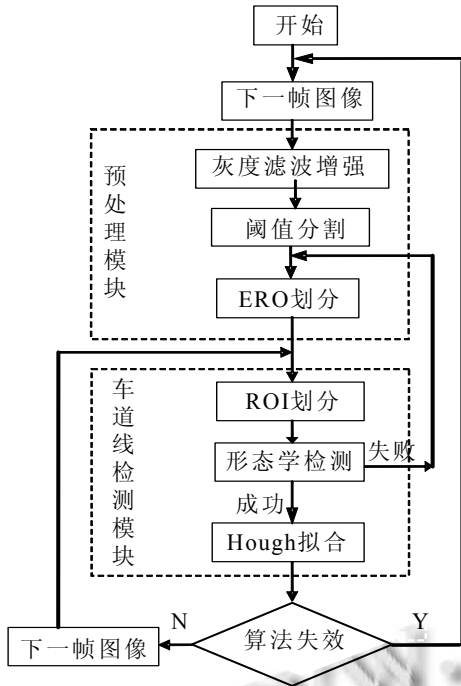 开始
下一帧图像
预处理模块
灰度滤波增强
阈值分割
ERO划分
车道线检测模块
ROI划分
形态学检测
失败
成功
Hough拟合
N
算法失效
Y
下一帧图像